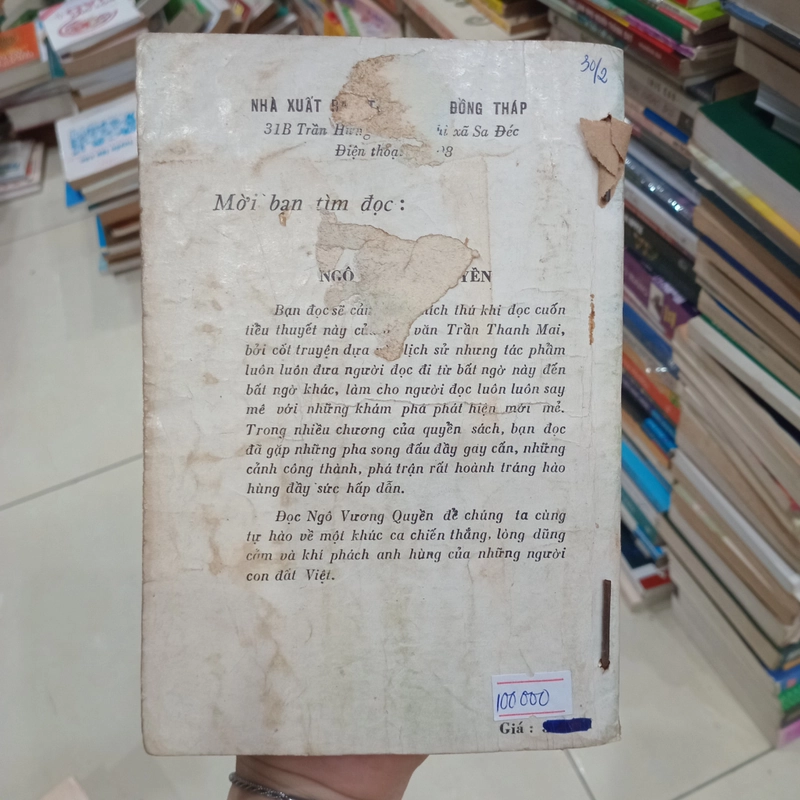 30/2
NHÀ XUẤT ĐỒNG THÁP
31B Trần Hưng xã Sa Đéc
Điện thoại
Mời bạn tìm đọc :
NGÔ YỀN
Bạn đọc sẽ cảm thích thú khi đọc cuốn
tiểu thuyết này của văn Trần Thanh Mai,
bởi cốt truyện dựa lịch sử nhưng tác phẩm
luôn luôn đưa người đọc đi từ bất ngờ này đến
bất ngờ khác, làm cho người đọc luôn luôn say
mê với những khám phá phát hiện mới mẻ.
Trong nhiều chương của quyển sách, bạn đọc
đã gặp những pha song đấu đầy gay cấn, những
cảnh công thành, phá trận rất hoành tráng hào
hùng đầy sức hấp dẫn.
Đọc Ngô Vương Quyền để chúng ta cùng
tự hào về một khúc ca chiến thắng, lòng dũng
cảm và khí phách anh hùng của những người
con đất Việt.
100 000
Giá :